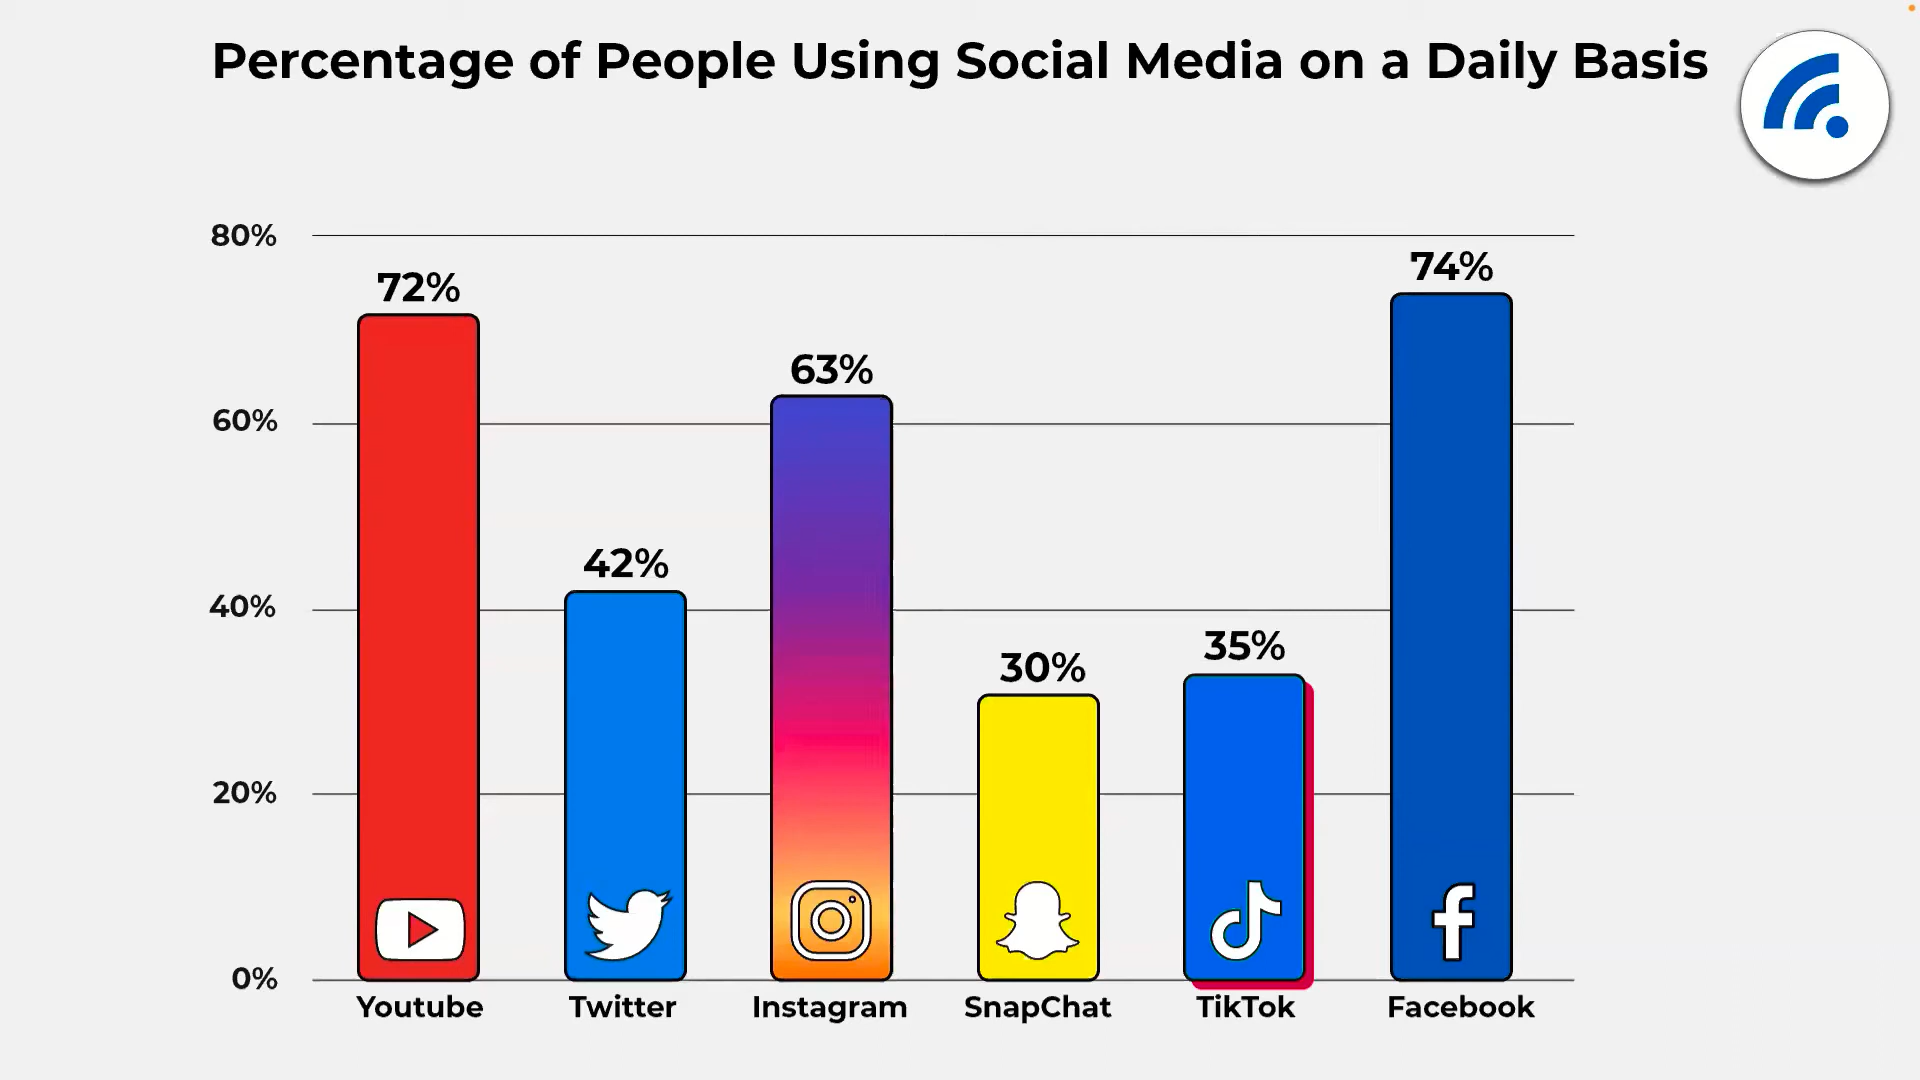 Percentage of People Using Social Media on a Daily Basis
80%
60%
40%
20%
0%
72%
42%
63%
30%
35%
74%
Youtube
Twitter
Instagram
SnapChat
TikTok
Facebook